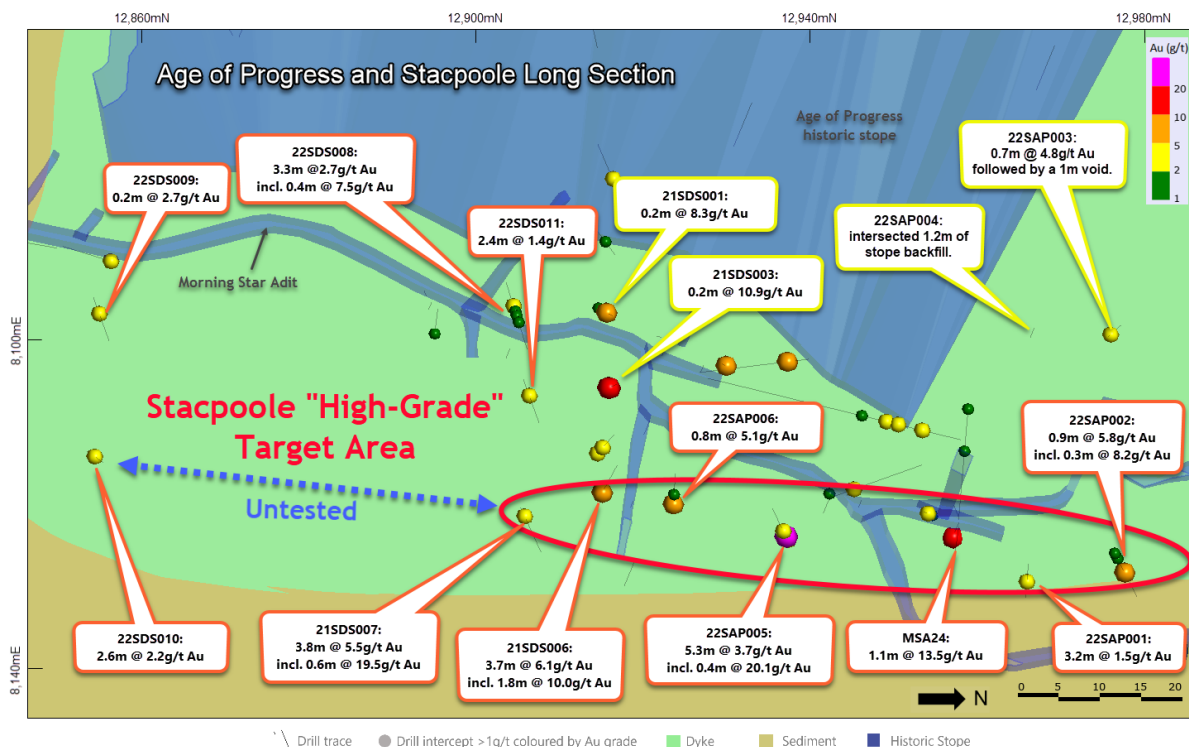 12,860mN
12,900mN
12,940mN
12,980mN
Age of Progress and Stacpoole Long Section
Au (g/t)
20
10
5
2
1
Age of Progress
historic stope
22SAP003:
0.7m @ 4.8g/t Au
followed by a 1m void.
22SDS008:
3.3m @2.7g/t Au
incl. 0.4m @ 7.5g/t Au
22SDS009:
0.2m @ 2.7g/t Au
21SDS001:
0.2m @ 8.3g/t Au
22SDS011:
2.4m @ 1.4g/t Au
22SAP004:
intersected 1.2m of
stope backfill.
21SDS003:
0.2m @ 10.9g/t Au
Morning Star Adit
8,100mE
8,100mE
Stacpoole "High-Grade"
Target Area
Untested
22SAP006:
0.8m @ 5.1g/t Au
22SAP002:
0.9m @ 5.8g/t Au
incl. 0.3m @ 8.2g/t Au
22SDS010:
2.6m @ 2.2g/t Au
21SDS007:
3.8m @ 5.5g/t Au
incl. 0.6m @ 19.5g/t Au
21SDS006:
3.7m @ 6.1g/t Au
incl. 1.8m @ 10.0g/t Au
22SAP005:
5.3m @ 3.7g/t Au
incl. 0.4m @ 20.1g/t Au
MSA24:
1.1m @ 13.5g/t Au
22SAP001:
3.2m @ 1.5g/t Au
8,140mE
8,140mE
N
0 5 10 15 20
Drill trace
Drill intercept >1g/t coloured by Au grade
Dyke
Sediment
Historic Stope